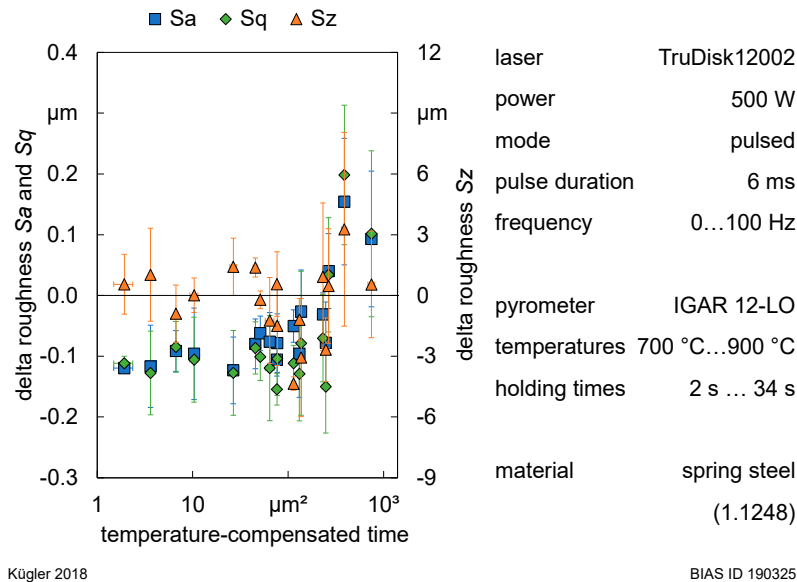 Sa Sq Sz
0.4
µm
0.2
0.1
0.0
-0.1
-0.2
-0.3
delta roughness Sa and Sq
12
µm
6
3
0
-3
-6
-9
delta roughness Sz
1 10 µm² 10³
temperature-compensated time
laser TruDisk12002
power 500 W
mode pulsed
pulse duration 6 ms
frequency 0…100 Hz
pyrometer IGAR 12-LO
temperatures 700 °C…900 °C
holding times 2 s … 34 s
material spring steel
(1.1248)
Kügler 2018
BIAS ID 190325